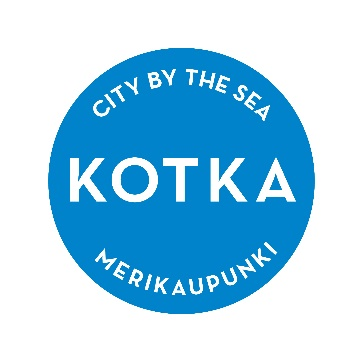 CITY BY THE SEA
KOTKA
MERIKAUPUNKI